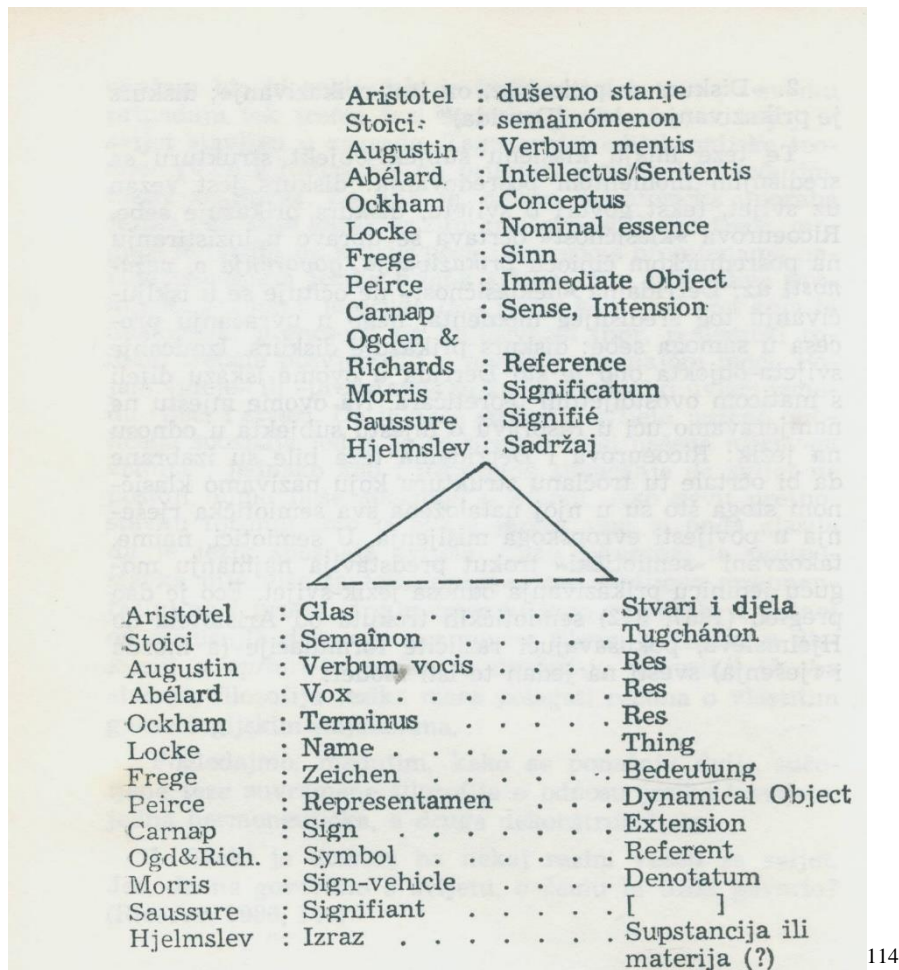 Aristotel : duševno stanje
Stoici : semainómenon
Augustin : Verbum mentis
Abélard : Intellectus/Sententis
Ockham : Conceptus
Locke : Nominal essence
Frege : Sinn
Peirce : Immediate Object
Carnap : Sense, Intension
Ogden &
Richards : Reference
Morris : Significatum
Saussure : Signifié
Hjelmslev : Sadržaj
Aristotel : Glas . . . . . . . Stvari i djela
Stoici : Semaînon . . . . . Tugchánon
Augustin : Verbum vocis . . . . Res
Abélard : Vox . . . . . . . Res
Ockham : Terminus . . . . . Res
Locke : Name . . . . . . Thing
Frege : Zeichen . . . . . Bedeutung
Peirce : Representamen . . . Dynamical Object
Carnap : Sign . . . . . . . Extension
Ogd&Rich. : Symbol . . . . . . Referent
Morris : Sign-vehicle . . . . Denotatum
Saussure : Signifiant . . . . . [ ]
Hjelmslev : Izraz . . . . . . . Supstancija ili
materija (?)
114